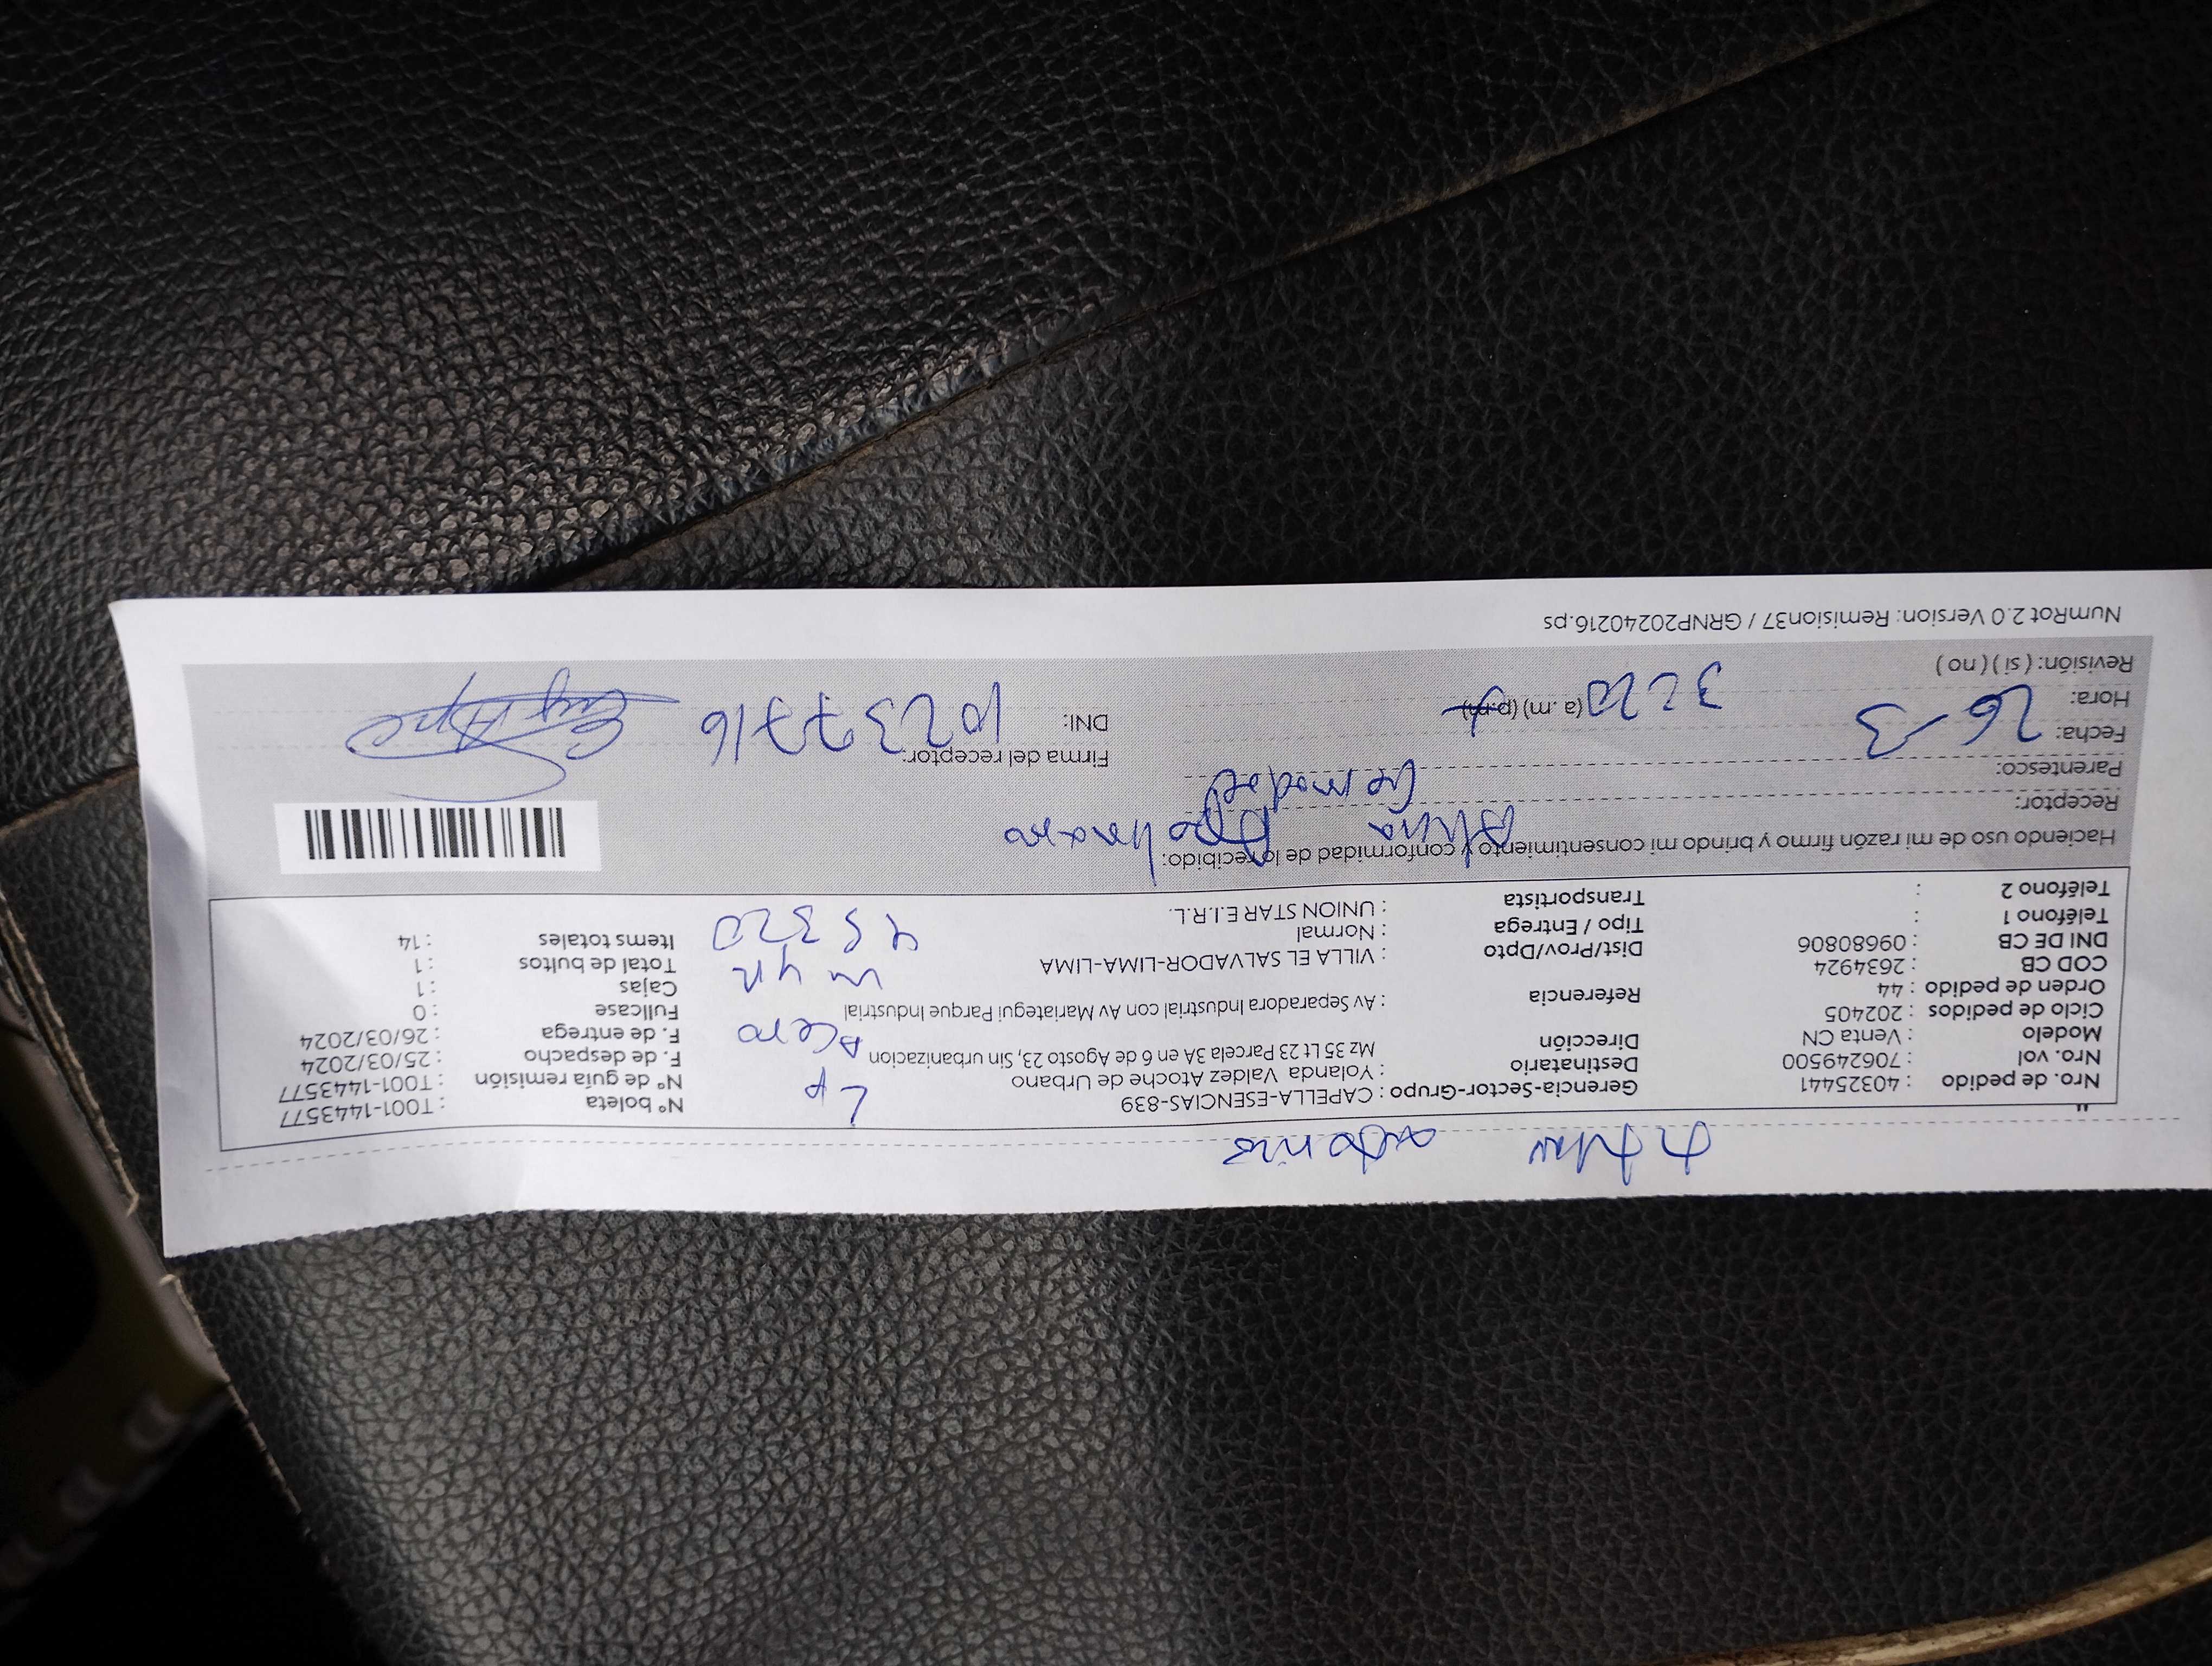 Nro. de pedido : 40325441
Nro. vol : 706249500
Modelo : Venta CN
Ciclo de pedidos : 202405
Orden de pedido : 44
COD CB : 2634924
DNI DE CB : 09680806
Teléfono 1 :
Teléfono 2 :
Gerencia-Sector-Grupo : CAPELLA-ESENCIAS-839
Destinatario : Yolanda Valdez Atoche de Urbano
Dirección Mz 35 Lt 23 Parcela 3A en 6 de Agosto 23, Sin urbanizacion
Referencia : Av Separadora Industrial con Av Mariategui Parque Industrial
Dist/Prov/Dpto : VILLA EL SALVADOR-LIMA-LIMA
Tipo / Entrega : Normal
Transportista : UNION STAR E.I.R.L.
LP
Acero
45320
N° boleta : T001-1443577
N° de guía remisión : T001-1443577
F. de despacho : 25/03/2024
F. de entrega : 26/03/2024
Fullcase : 0
Cajas : 1
Total de bultos : 1
Items totales : 14
Haciendo uso de mi razón firmo y brindo mi consentimiento y conformidad de lo recibido:
Receptor:
Parentesco:
Fecha: 26-3
Hora: 3:20 (a.m) (p.m)
Revisión: ( si ) ( no )
Firma del receptor:
DNI: 10237716
NumRot 2.0 Version: Remision37 / GRNP20240216.ps